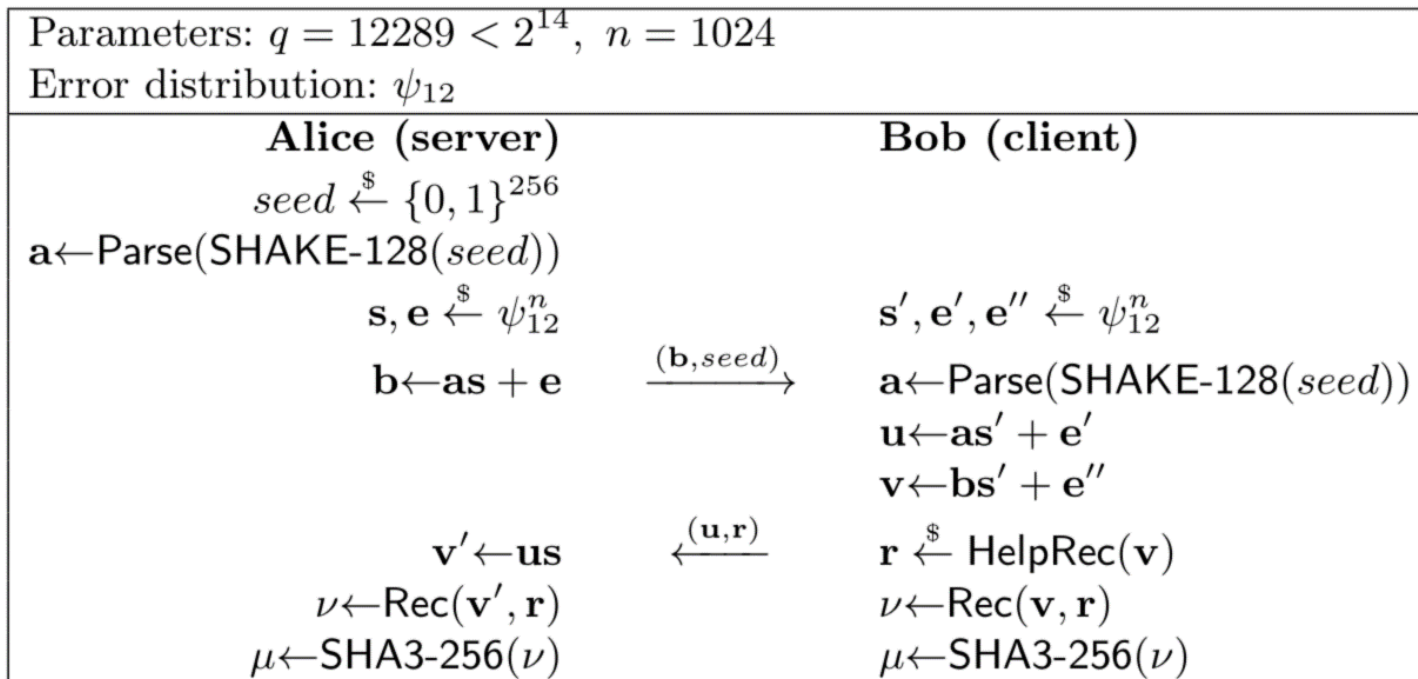 Parameters: q = 12289 < 2^14, n = 1024
Error distribution: ψ_12
Alice (server) Bob (client)
seed ←$ {0, 1}^256
a←Parse(SHAKE-128(seed))
s, e ←$ ψ_12^n s′, e′, e″ ←$ ψ_12^n
b←as + e (b,seed) → a←Parse(SHAKE-128(seed))
u←as′ + e′
v←bs′ + e″
v′←us ← (u,r) r ←$ HelpRec(v)
ν←Rec(v′, r) ν←Rec(v, r)
μ←SHA3-256(ν) μ←SHA3-256(ν)